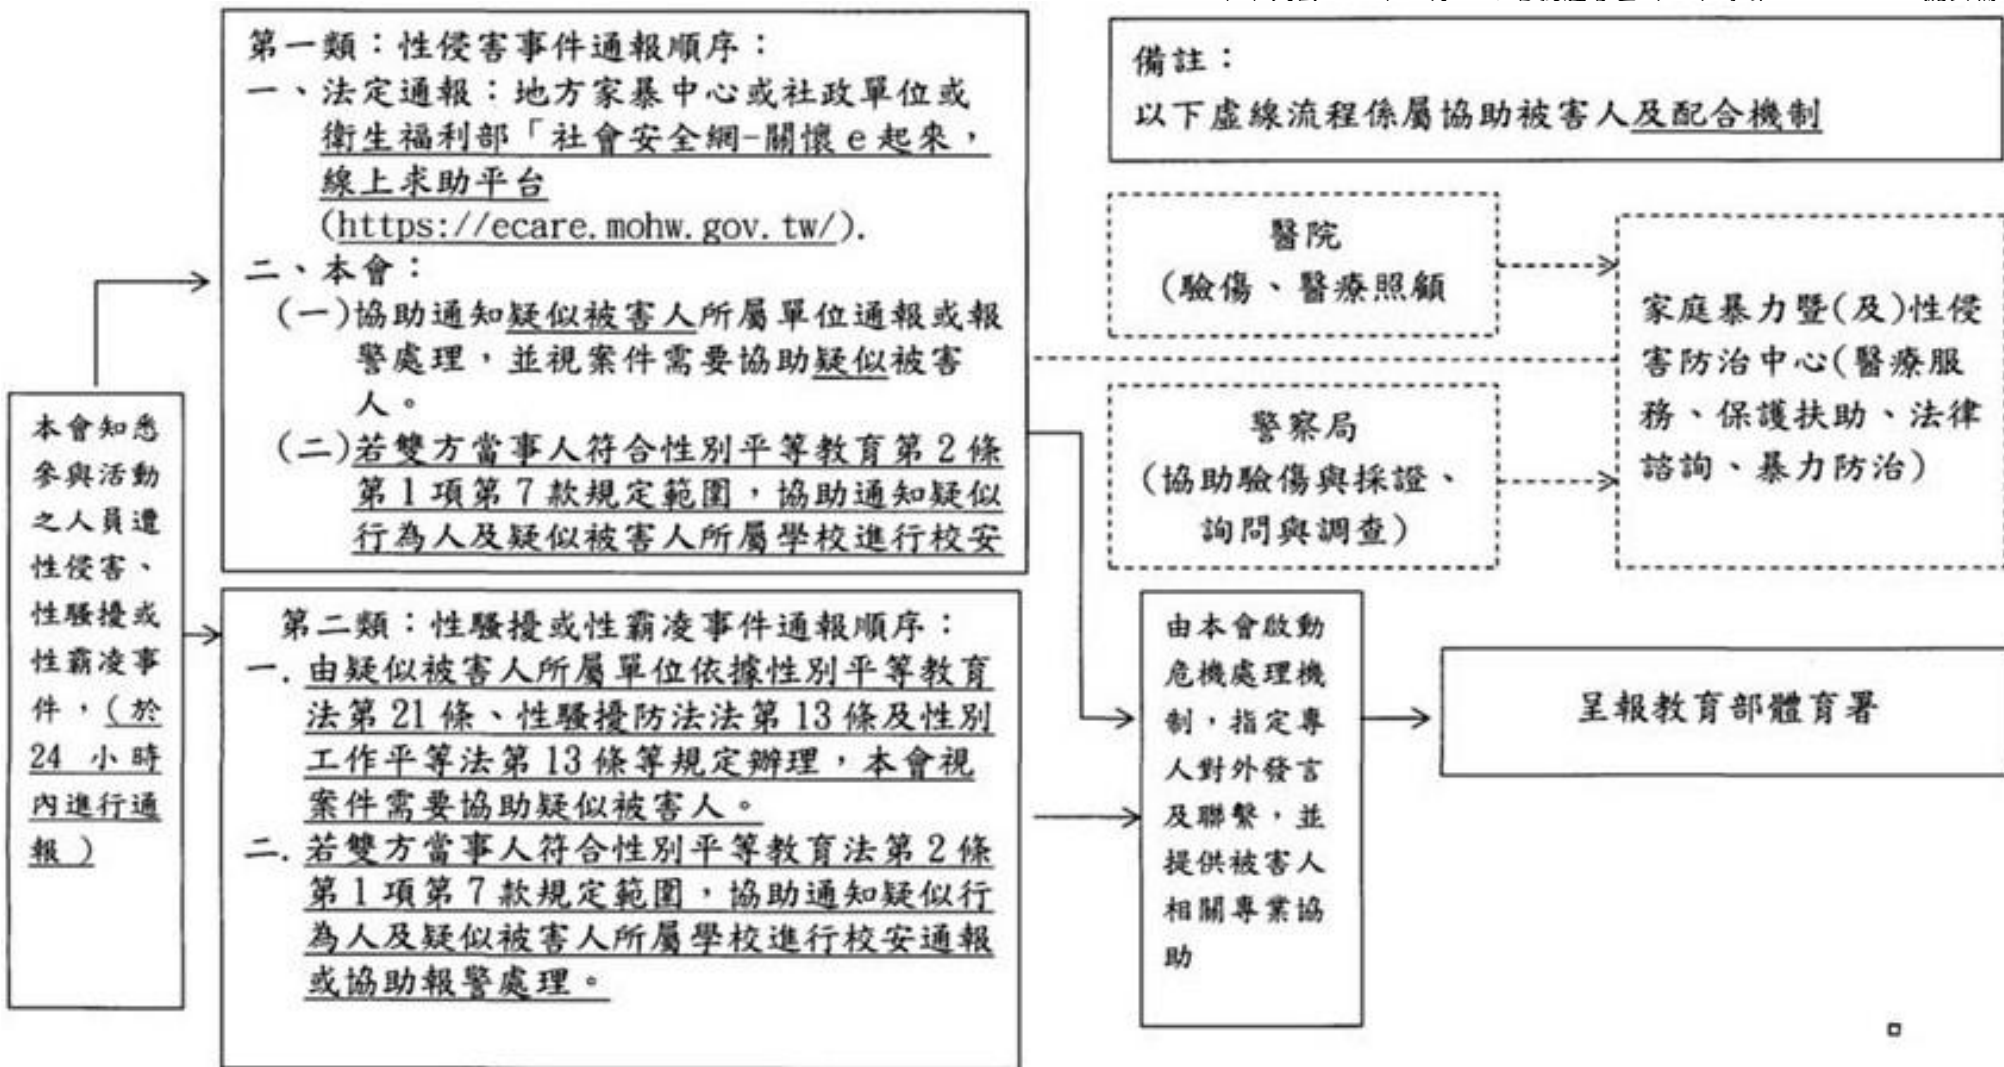 第一類：性侵害事件通報順序：
一、法定通報：地方家暴中心或社政單位或
衛生福利部「社會安全網-關懷e起來，
線上求助平台
(https://ecare.mohw.gov.tw/).
二、本會：
(一)協助通知疑似被害人所屬單位通報或報
警處理，並視案件需要協助疑似被害
人。
(二)若雙方當事人符合性別平等教育第2條
第1項第7款規定範圍，協助通知疑似
行為人及疑似被害人所屬學校進行校安
備註：
以下虛線流程係屬協助被害人及配合機制
醫院
(驗傷、醫療照顧
警察局
(協助驗傷與採證、
詢問與調查)
家庭暴力暨(及)性侵
害防治中心(醫療服
務、保護扶助、法律
諮詢、暴力防治)
本會知悉
參與活動
之人員遭
性侵害、
性騷擾或
性霸凌事
件，(於
24 小時
內進行通
報)
第二類：性騷擾或性霸凌事件通報順序：
一.由疑似被害人所屬單位依據性別平等教育
法第21條、性騷擾防法法第13條及性別
工作平等法第13條等規定辦理，本會視
案件需要協助疑似被害人。
二.若雙方當事人符合性別平等教育法第2條
第1項第7款規定範圍，協助通知疑似行
為人及疑似被害人所屬學校進行校安通報
或協助報警處理。
由本會啟動
危機處理機
制，指定專
人對外發言
及聯繫，並
提供被害人
相關專業協
助
呈報教育部體育署